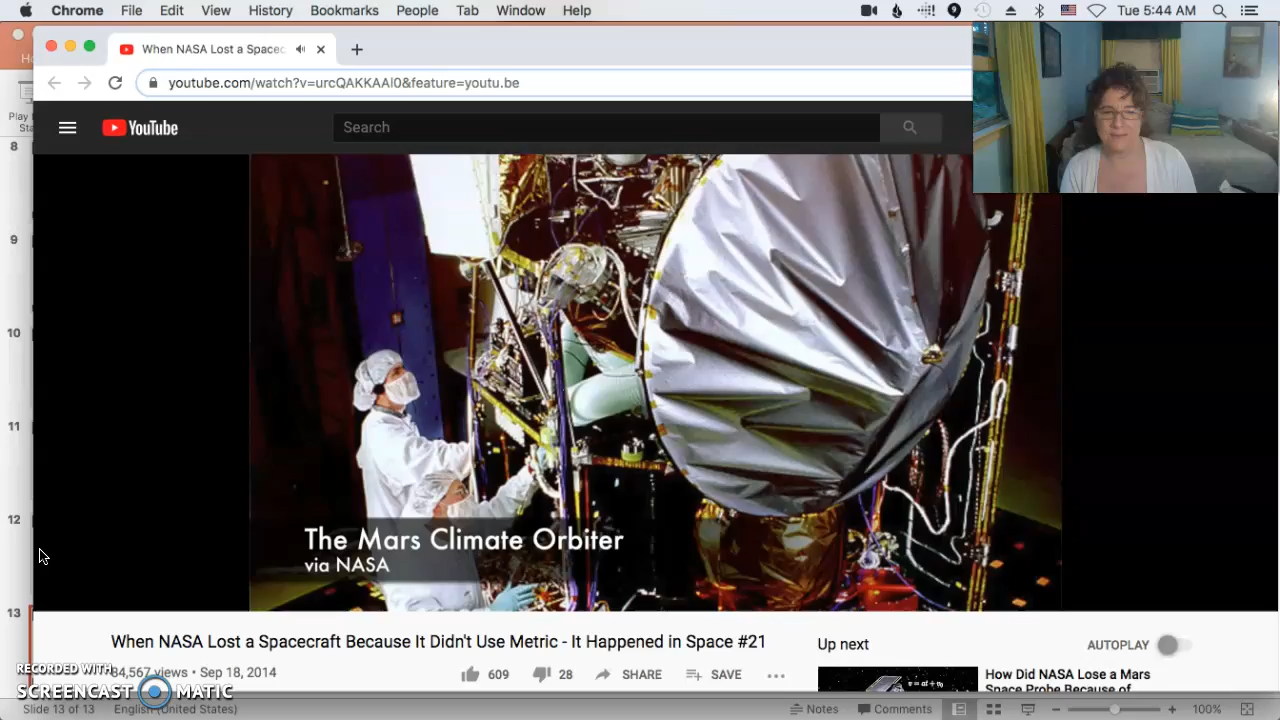 Chrome File Edit View History Bookmarks People Tab Window Help Tue 5:44 AM
When NASA Lost a Spacec
youtube.com/watch?v=urcQAKKAAl0&feature=youtu.be
Play
YouTube Search
8
9
10
11
12
13
The Mars Climate Orbiter
via NASA
When NASA Lost a Spacecraft Because It Didn't Use Metric - It Happened in Space #21
84,567 views • Sep 18, 2014
609 28 SHARE SAVE
Up next AUTOPLAY
How Did NASA Lose a Mars
Space Probe Because of
RECORDED WITH
SCREENCAST MATIC
Slide 13 of 13 English (United States) Notes Comments 100%